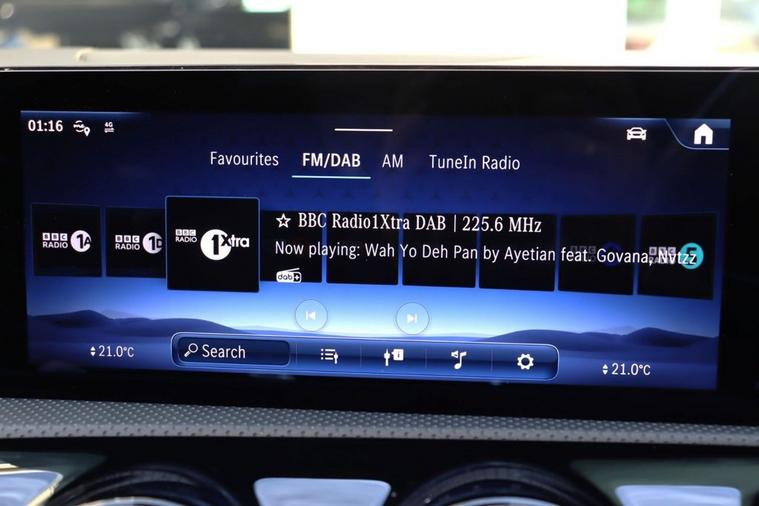 01:16
4G
Favourites FM/DAB AM TuneIn Radio
☆ BBC Radio1Xtra DAB | 225.6 MHz
Now playing: Wah Yo Deh Pan by Ayetian feat. Govana, Nvtzz
BBC RADIO 1
BBC RADIO 1D
BBC RADIO 1Xtra
dab+
Search
21.0°C
21.0°C